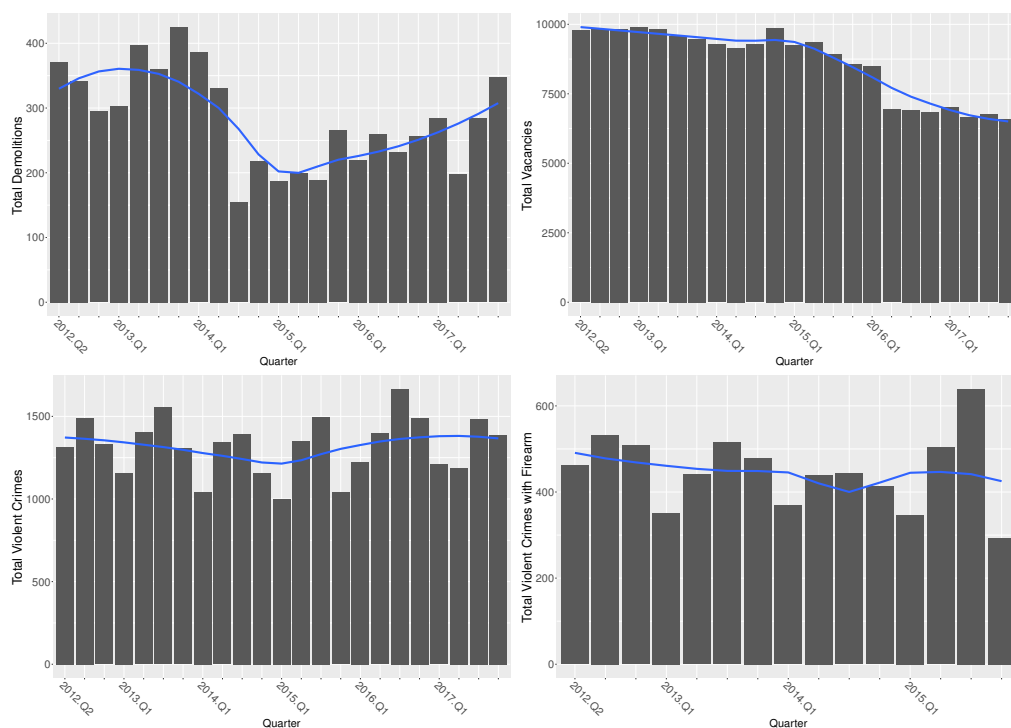 Total Demolitions
400
300
200
100
0
2012.Q2
2013.Q1
2014.Q1
2015.Q1
2016.Q1
2017.Q1
Quarter
Total Vacancies
10000
7500
5000
2500
0
2012.Q2
2013.Q1
2014.Q1
2015.Q1
2016.Q1
2017.Q1
Quarter
Total Violent Crimes
1500
1000
500
0
2012.Q2
2013.Q1
2014.Q1
2015.Q1
2016.Q1
2017.Q1
Quarter
Total Violent Crimes with Firearm
600
400
200
0
2012.Q2
2013.Q1
2014.Q1
2015.Q1
Quarter